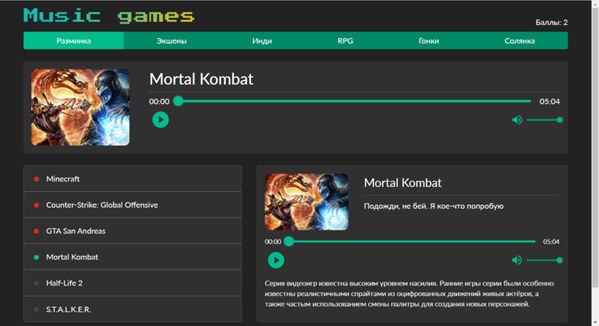 Music games
Баллы: 2
Разминка Экшены Инди RPG Гонки Солянка
Mortal Kombat
00:00 05:04
Minecraft
Counter-Strike: Global Offensive
GTA San Andreas
Mortal Kombat
Half-Life 2
S.T.A.L.K.E.R.
Mortal Kombat
Подожди, не бей. Я кое-что попробую
00:00 05:04
Серия видеоигр известна высоким уровнем насилия. Ранние игры серии были особенно
известны реалистичными спрайтами из оцифрованных движений живых актёров, а
также частым использованием смены палитры для создания новых персонажей.